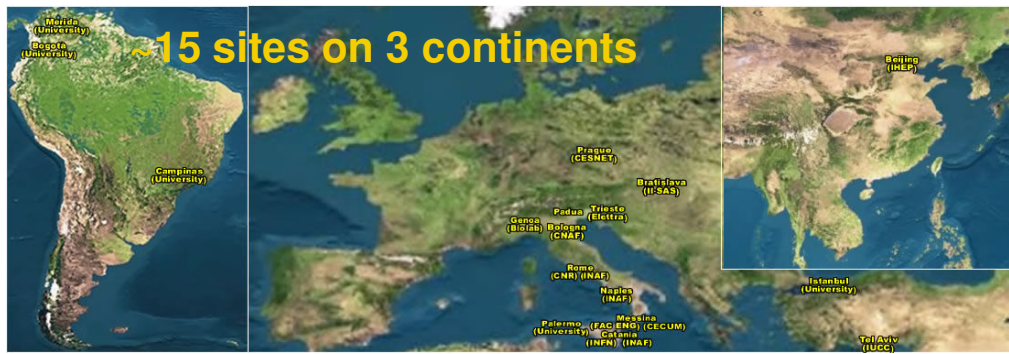 ~15 sites on 3 continents
Merida
(University)
Bogota
(University)
Campinas
(University)
Prague
(CESNET)
Bratislava
(II-SAS)
Padua
Trieste
(Elettra)
Genoa
(Biolab)
Bologna
(CNAF)
Rome
(CNR) (INAF)
Naples
(INAF)
Messina
(FAC ENG) (CECUM)
Palermo
(University)
Catania
(INFN) (INAF)
Beijing
(IHEP)
Istanbul
(University)
Tel Aviv
(IUCC)